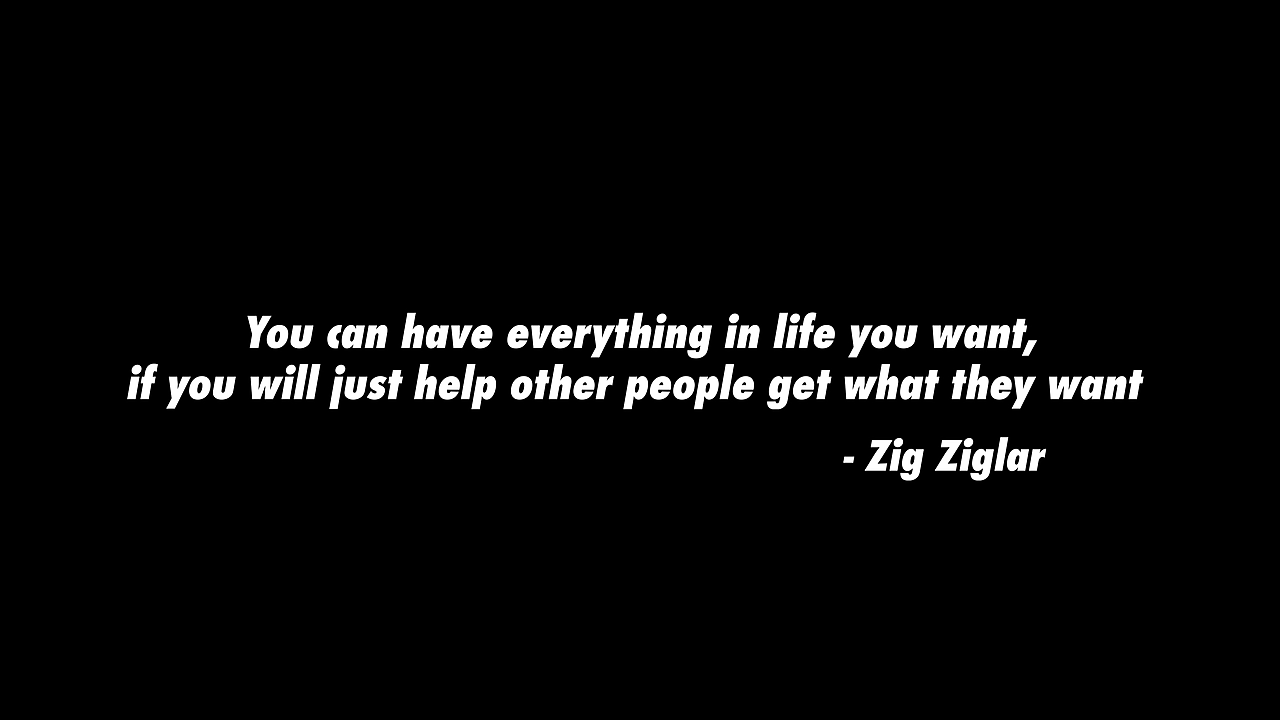 You can have everything in life you want,
if you will just help other people get what they want
- Zig Ziglar